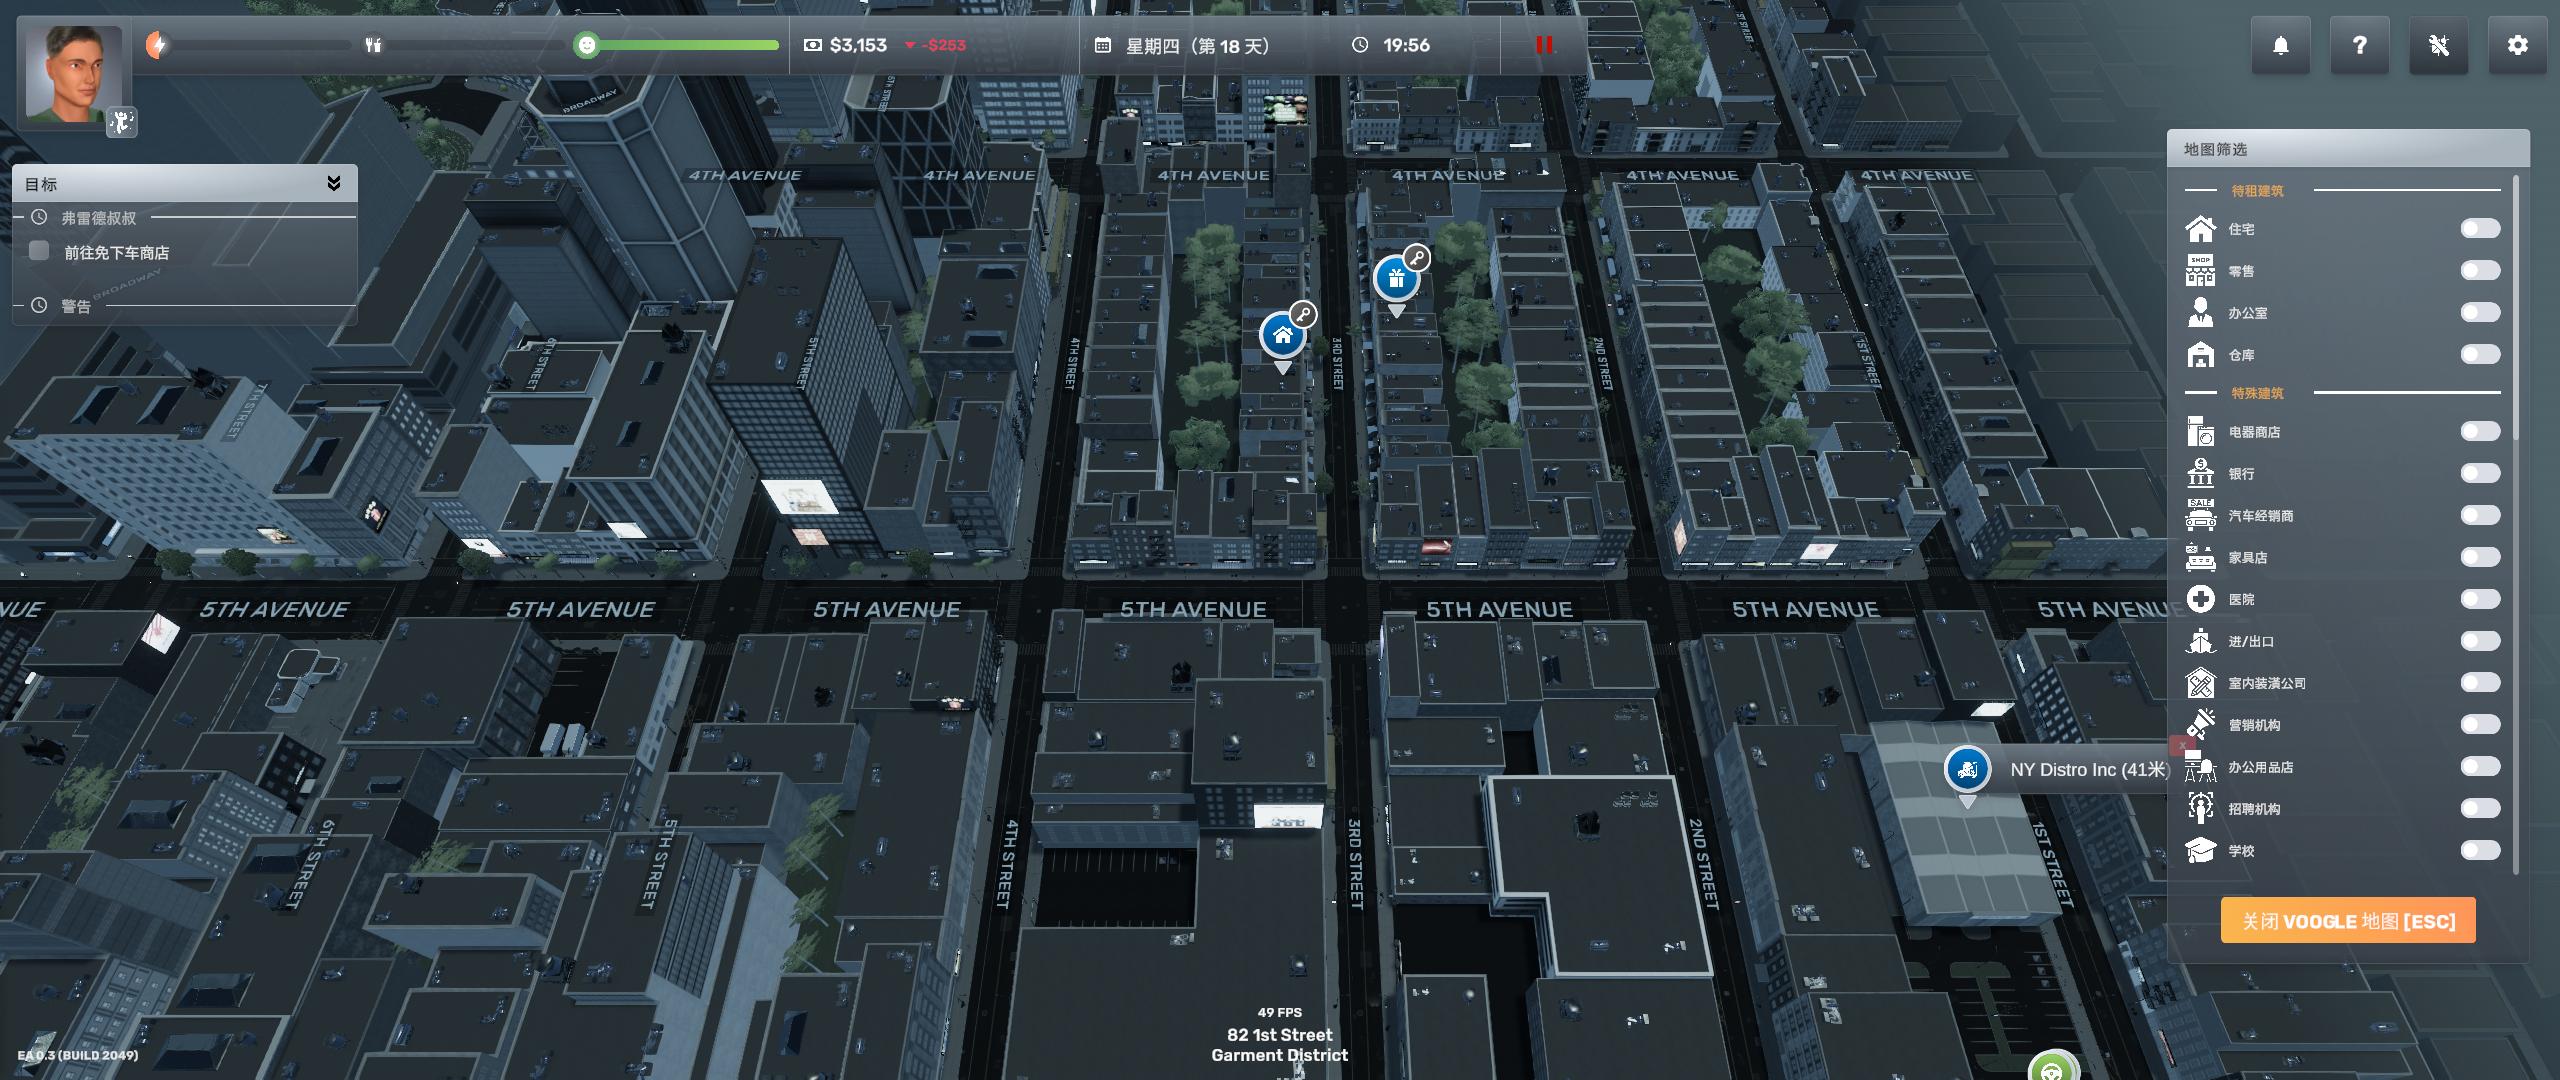 $3,153 -$253
星期四（第 18 天）
19:56
目标
弗雷德叔叔
前往免下车商店
警告
地图筛选
待租建筑
住宅
零售
办公室
仓库
特殊建筑
电器商店
银行
汽车经销商
家具店
医院
进/出口
室内装潢公司
营销机构
办公用品店
招聘机构
学校
关闭 VOOGLE 地图 [ESC]
NY Distro Inc (41米)
x
BROADWAY
BROADWAY
4TH AVENUE
4TH AVENUE
4TH AVENUE
4TH AVENUE
4TH AVENUE
4TH AVENUE
7TH STREET
6TH STREET
5TH STREET
4TH STREET
3RD STREET
2ND STREET
1ST STREET
5TH AVENUE
5TH AVENUE
5TH AVENUE
5TH AVENUE
5TH AVENUE
5TH AVENUE
5TH AVENUE
6TH STREET
5TH STREET
4TH STREET
3RD STREET
2ND STREET
1ST STREET
49 FPS
82 1st Street
Garment District
EA 0.3 (BUILD 2049)